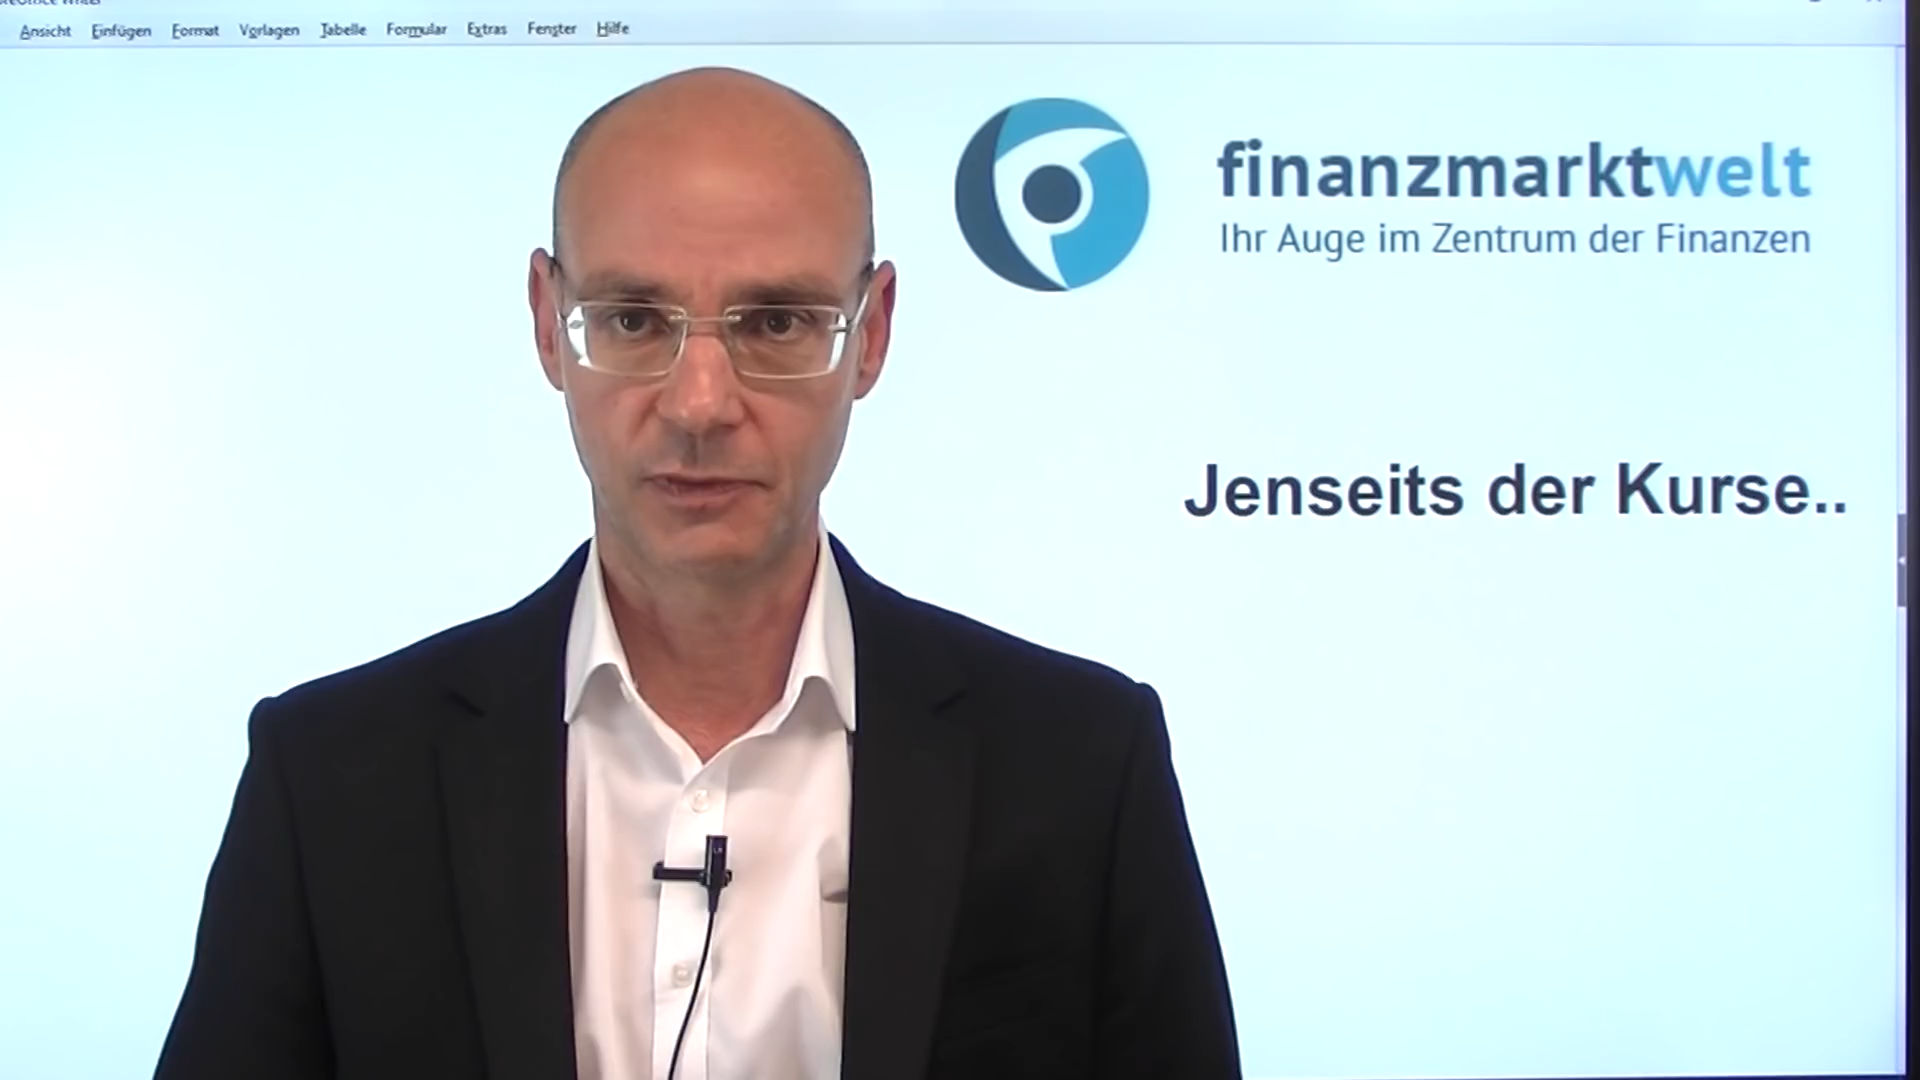 Ansicht Einfügen Format Vorlagen Tabelle Formular Extras Fenster Hilfe
finanzmarktwelt
Ihr Auge im Zentrum der Finanzen
Jenseits der Kurse..